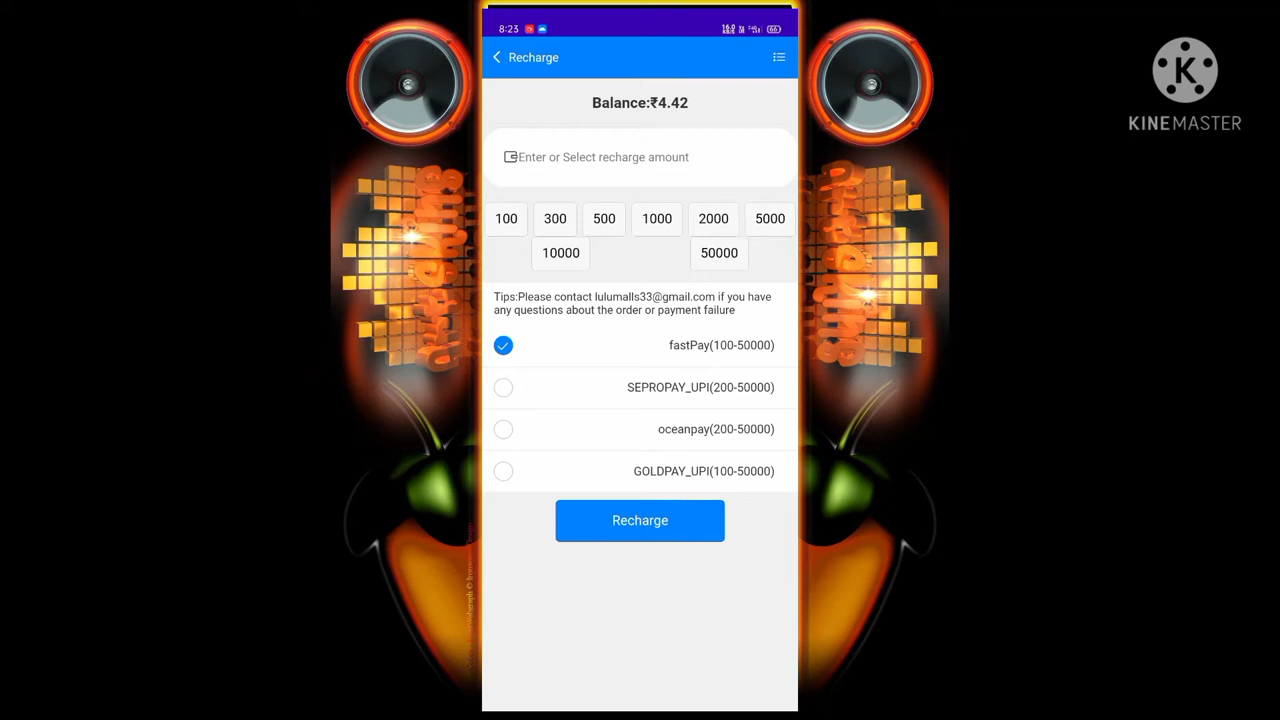 8:23
Recharge
Balance:₹4.42
Enter or Select recharge amount
100 300 500 1000 2000 5000
10000 50000
Tips:Please contact lulumalls33@gmail.com if you have
any questions about the order or payment failure
fastPay(100-50000)
SEPROPAY_UPI(200-50000)
oceanpay(200-50000)
GOLDPAY_UPI(100-50000)
Recharge
K
KINEMASTER